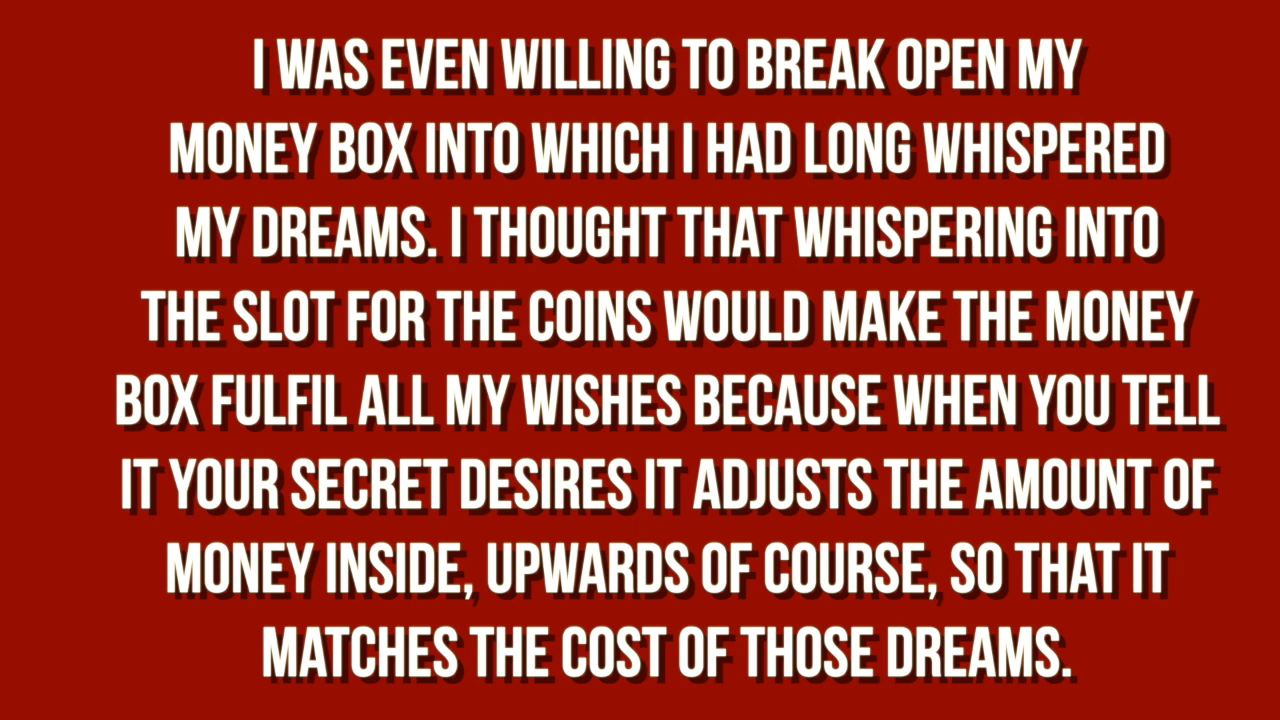 I WAS EVEN WILLING TO BREAK OPEN MY
MONEY BOX INTO WHICH I HAD LONG WHISPERED
MY DREAMS. I THOUGHT THAT WHISPERING INTO
THE SLOT FOR THE COINS WOULD MAKE THE MONEY
BOX FULFIL ALL MY WISHES BECAUSE WHEN YOU TELL
IT YOUR SECRET DESIRES IT ADJUSTS THE AMOUNT OF
MONEY INSIDE, UPWARDS OF COURSE, SO THAT IT
MATCHES THE COST OF THOSE DREAMS.